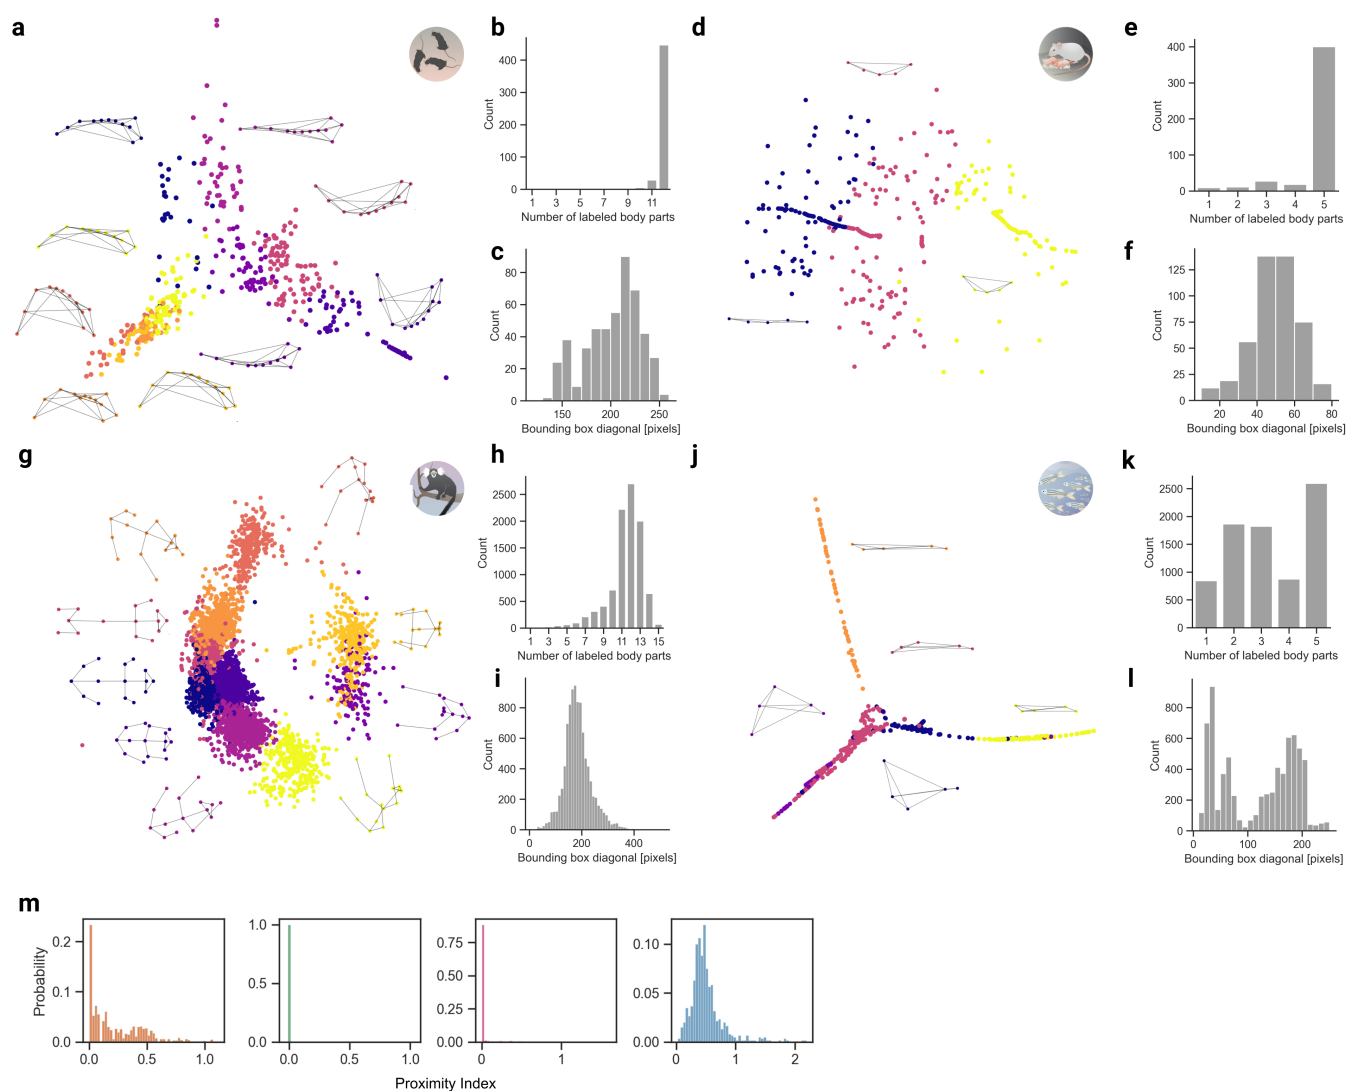 a
b
Count
400
300
200
100
0
1 3 5 7 9 11
Number of labeled body parts
c
Count
80
60
40
20
0
150 200 250
Bounding box diagonal [pixels]
d
e
Count
400
300
200
100
0
1 2 3 4 5
Number of labeled body parts
f
Count
125
100
75
50
25
0
20 40 60 80
Bounding box diagonal [pixels]
g
h
Count
2500
2000
1500
1000
500
0
1 3 5 7 9 11 13 15
Number of labeled body parts
i
Count
800
600
400
200
0
0 200 400
Bounding box diagonal [pixels]
j
k
Count
2500
2000
1500
1000
500
0
1 2 3 4 5
Number of labeled body parts
l
Count
800
600
400
200
0
0 100 200
Bounding box diagonal [pixels]
m
Probability
0.2
0.1
0.0
0.0 0.5 1.0
1.0
0.5
0.0
0.0 0.5 1.0
0.75
0.50
0.25
0.00
0 1
0.10
0.05
0.00
0 1 2
Proximity Index